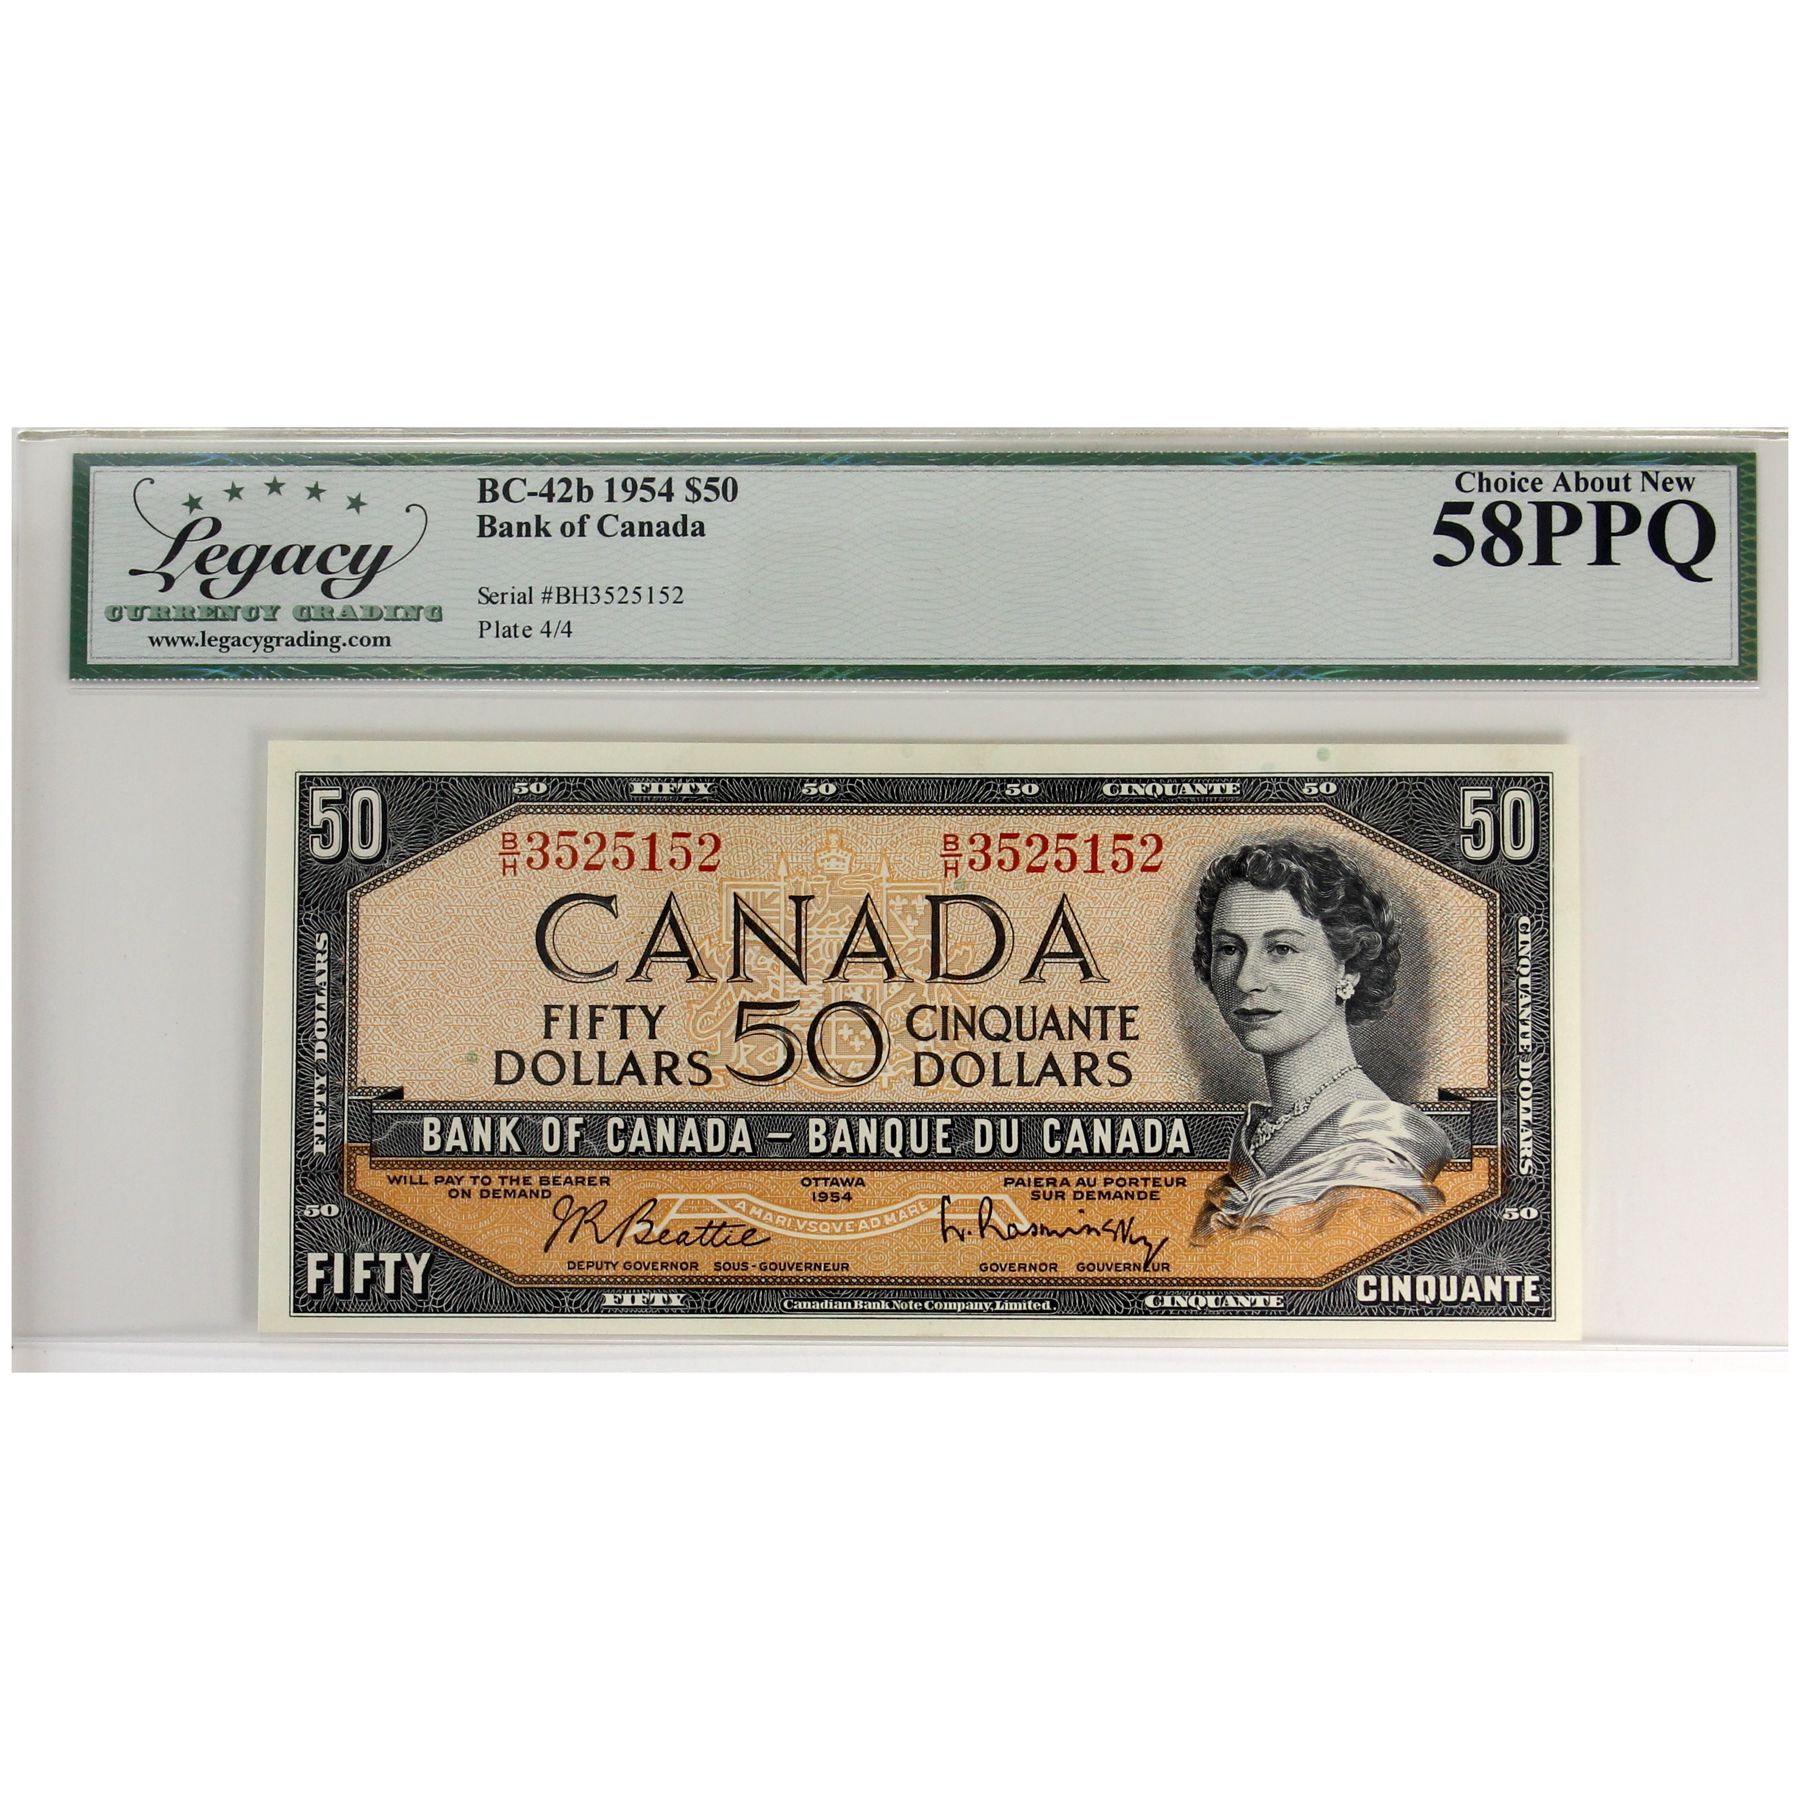 Legacy
CURRENCY GRADING
www.legacygrading.com
BC-42b 1954 $50
Bank of Canada
Serial #BH3525152
Plate 4/4
Choice About New
58PPQ
50 FIFTY 50 50 CINQUANTE 50
50
50
B/H 3525152
B/H 3525152
CANADA
FIFTY
DOLLARS
50
CINQUANTE
DOLLARS
FIFTY DOLLARS
CINQUANTE DOLLARS
BANK OF CANADA – BANQUE DU CANADA
WILL PAY TO THE BEARER
ON DEMAND
OTTAWA
1954
PAIERA AU PORTEUR
SUR DEMANDE
A MARI VSQVE AD MARE
JR Beattie
L. Rasminsky
DEPUTY GOVERNOR SOUS-GOUVERNEUR
GOVERNOR GOUVERNEUR
50
50
FIFTY
CINQUANTE
FIFTY
Canadian Bank Note Company, Limited.
CINQUANTE